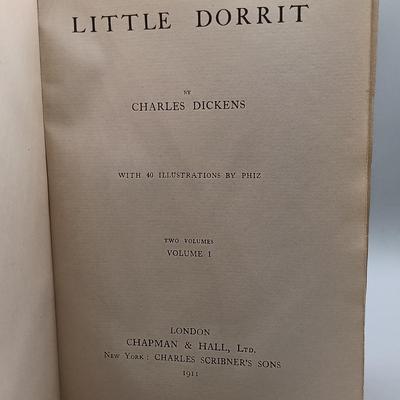 LITTLE DORRIT
BY
CHARLES DICKENS
WITH 40 ILLUSTRATIONS BY PHIZ
TWO VOLUMES
VOLUME I
LONDON
CHAPMAN & HALL, LTD.
NEW YORK: CHARLES SCRIBNER'S SONS
1911